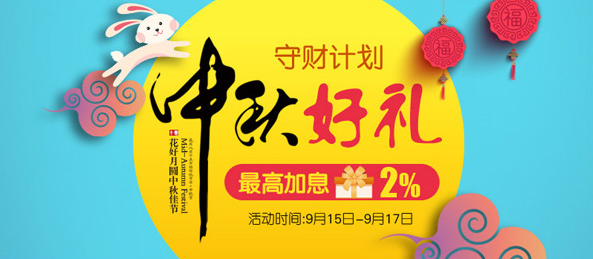 福
福
守财计划
中秋好礼
Mid-Autumn Festival
花好月圆中秋佳节
最高加息 2%
活动时间:9月15日-9月17日